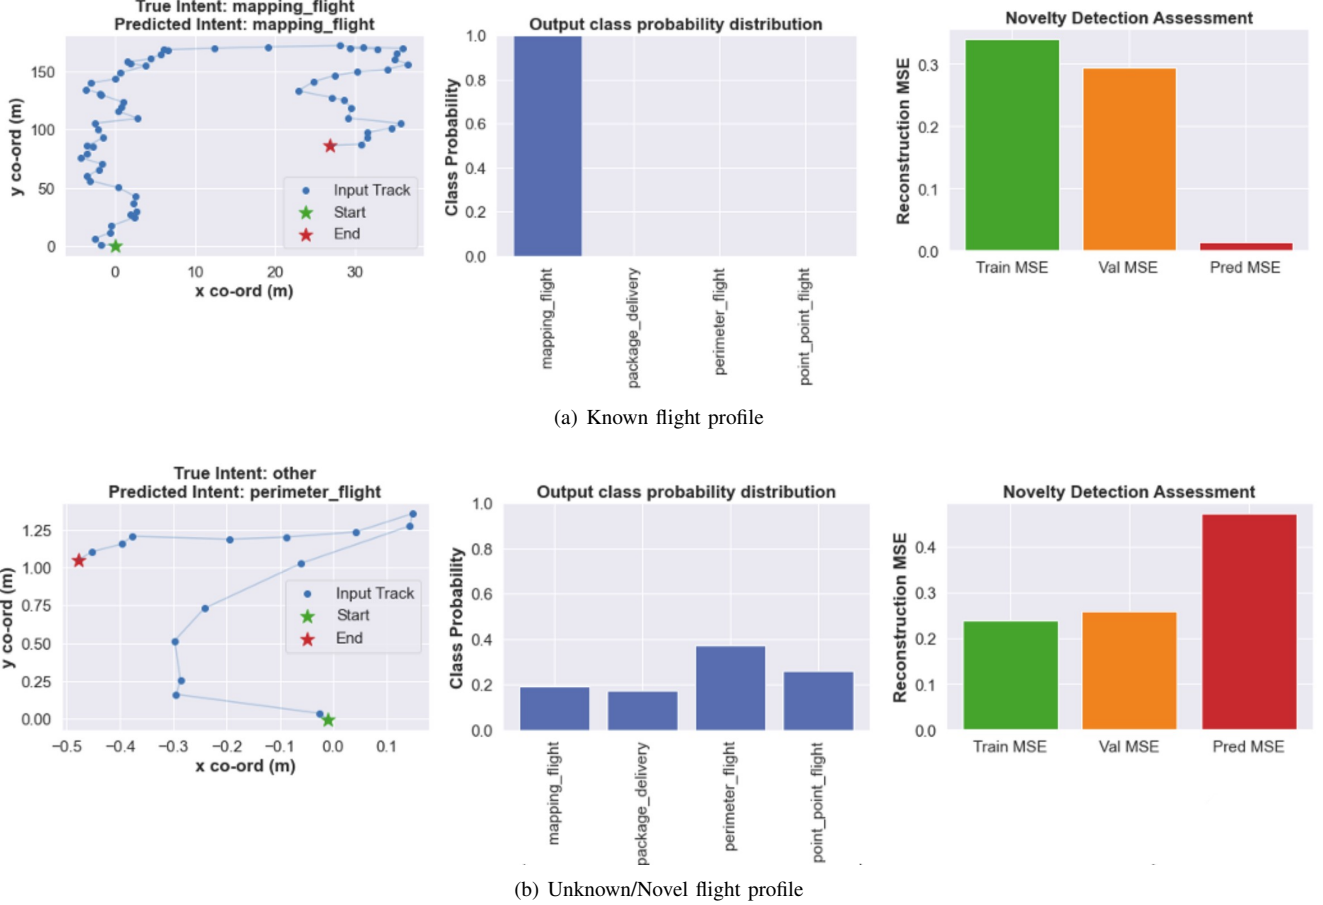 True Intent: mapping_flight
Predicted Intent: mapping_flight
y co-ord (m)
150
100
50
0
0 10 20 30
x co-ord (m)
Input Track
Start
End
Output class probability distribution
Class Probability
1.0
0.8
0.6
0.4
0.2
0.0
mapping_flight
package_delivery
perimeter_flight
point_point_flight
Novelty Detection Assessment
Reconstruction MSE
0.3
0.2
0.1
0.0
Train MSE Val MSE Pred MSE
(a) Known flight profile
True Intent: other
Predicted Intent: perimeter_flight
y co-ord (m)
1.25
1.00
0.75
0.50
0.25
0.00
−0.5 −0.4 −0.3 −0.2 −0.1 0.0 0.1
x co-ord (m)
Input Track
Start
End
Output class probability distribution
Class Probability
1.0
0.8
0.6
0.4
0.2
0.0
mapping_flight
package_delivery
perimeter_flight
point_point_flight
Novelty Detection Assessment
Reconstruction MSE
0.4
0.3
0.2
0.1
0.0
Train MSE Val MSE Pred MSE
(b) Unknown/Novel flight profile